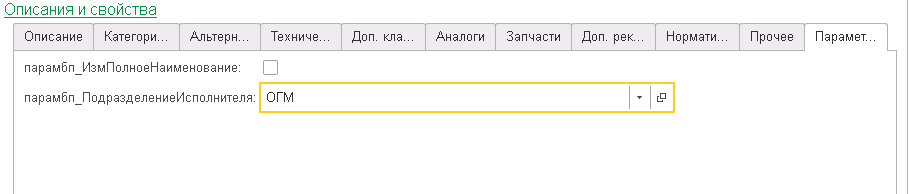 Описания и свойства
Описание Категори... Альтерн... Техниче... Доп. кла... Аналоги Запчасти Доп. рек... Нормати... Прочее Парамет...
парамбп_ИзмПолноеНаименование:
парамбп_ПодразделениеИсполнителя: ОГМ